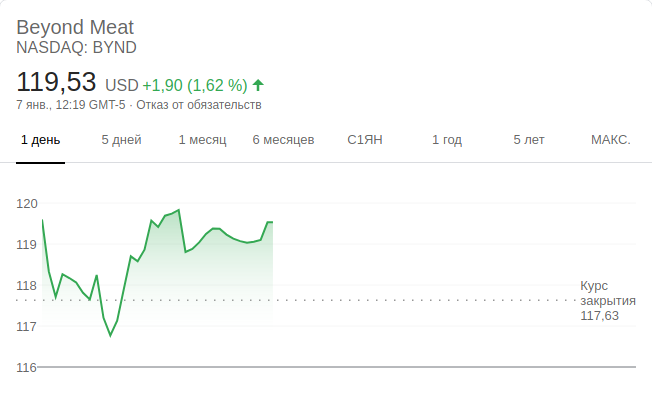 Beyond Meat
NASDAQ: BYND
119,53 USD +1,90 (1,62 %)
7 янв., 12:19 GMT-5 · Отказ от обязательств
1 день 5 дней 1 месяц 6 месяцев С1ЯН 1 год 5 лет МАКС.
120
119
118
Курс
закрытия
117,63
117
116